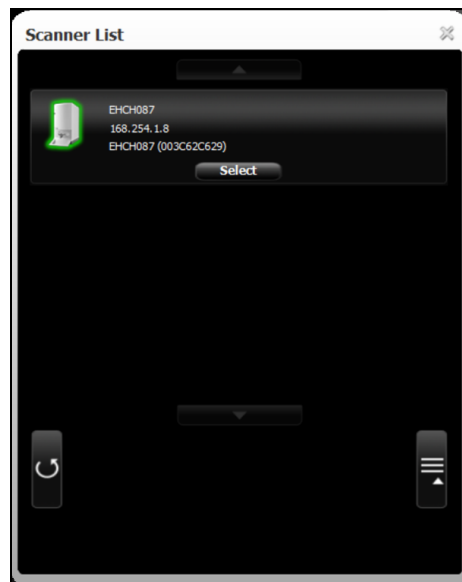 Scanner List
EHCH087
168.254.1.8
EHCH087 (003C62C629)
Select